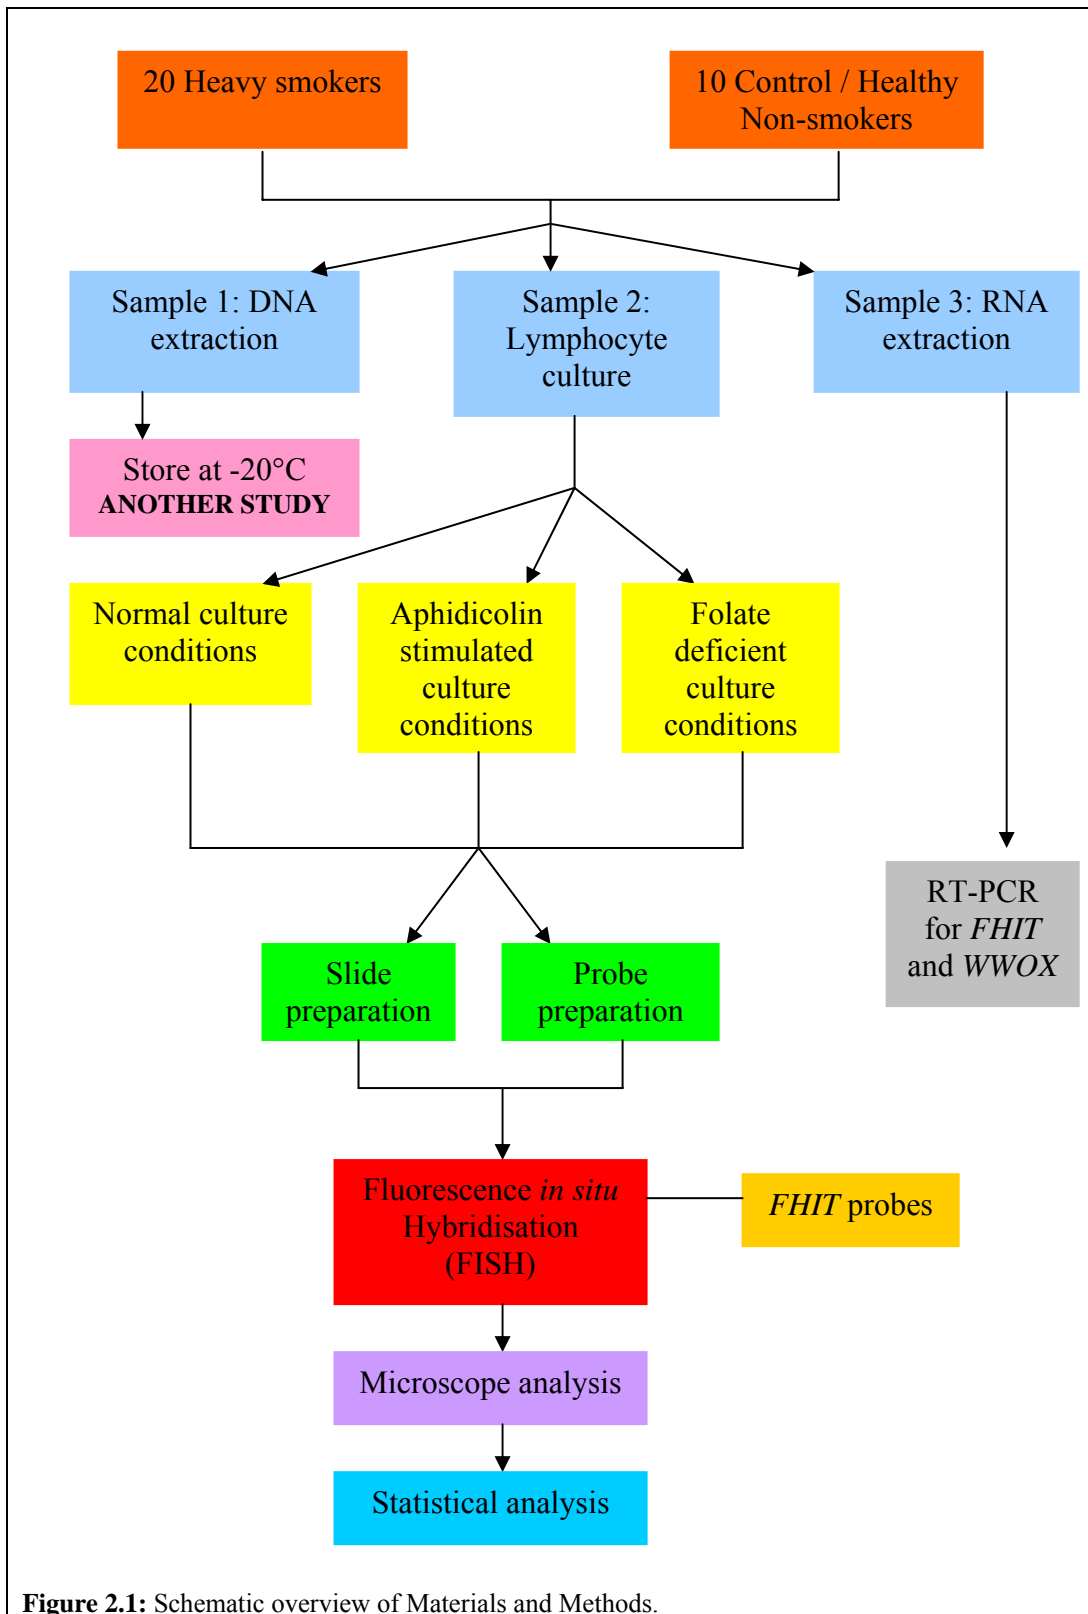 20 Heavy smokers
10 Control / Healthy
Non-smokers
Sample 1: DNA
extraction
Sample 2:
Lymphocyte
culture
Sample 3: RNA
extraction
Store at -20°C
ANOTHER STUDY
Normal culture
conditions
Aphidicolin
stimulated
culture
conditions
Folate
deficient
culture
conditions
RT-PCR
for FHIT
and WWOX
Slide
preparation
Probe
preparation
Fluorescence in situ
Hybridisation
(FISH)
FHIT probes
Microscope analysis
Statistical analysis
Figure 2.1: Schematic overview of Materials and Methods.